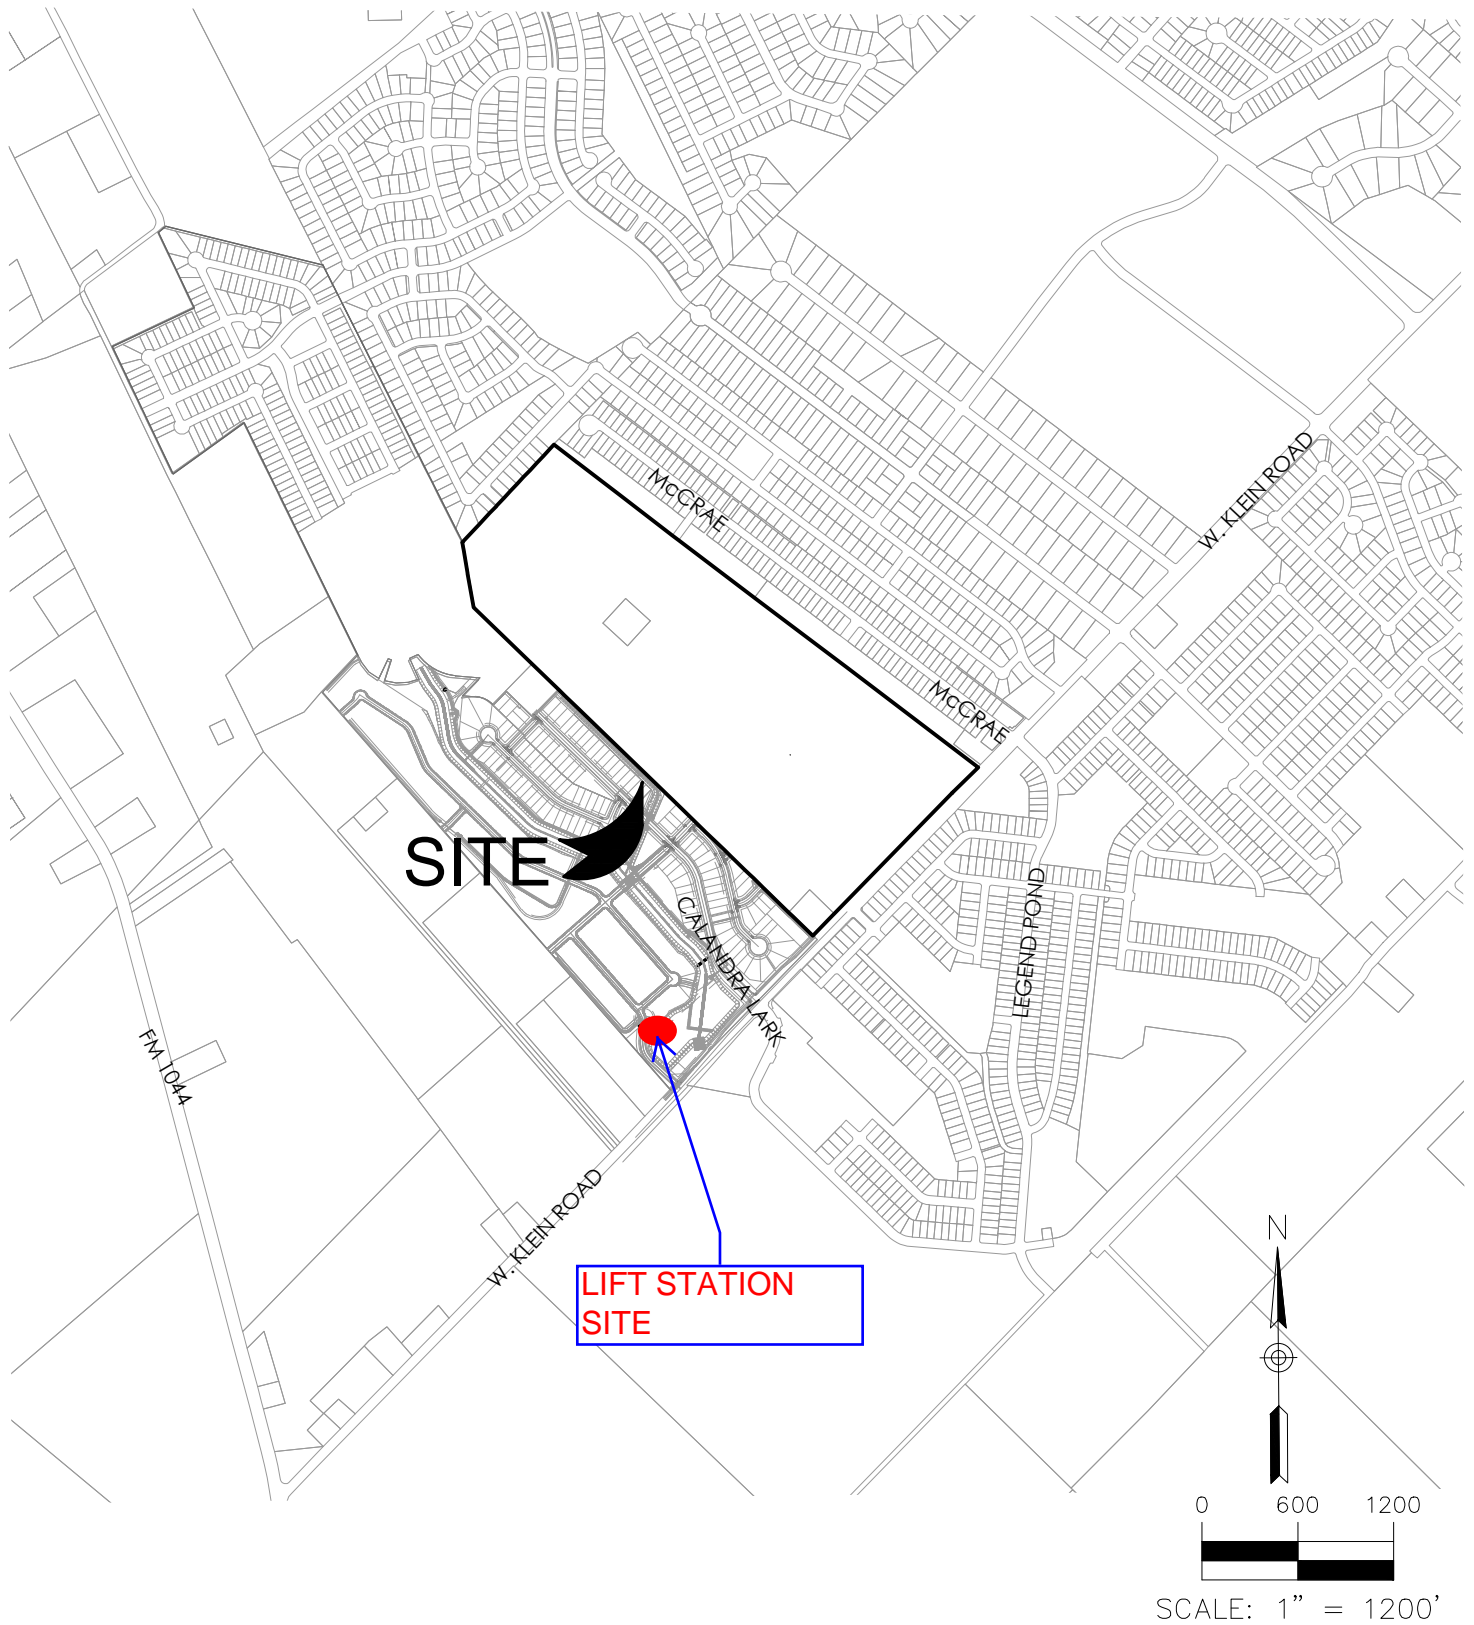 McCRAE
W. KLEIN ROAD
McCRAE
SITE
LEGEND POND
CALANDRA LARK
FM 1044
W. KLEIN ROAD
LIFT STATION
SITE
N
0 600 1200
SCALE: 1” = 1200’